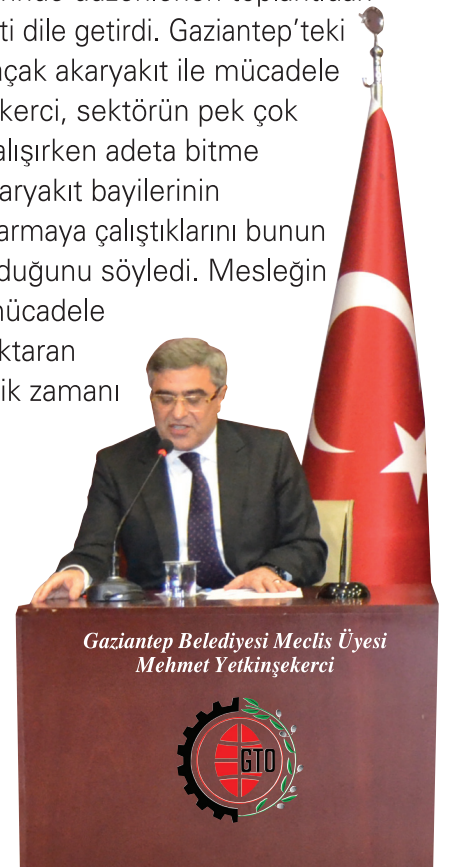 ti dile getirdi. Gaziantep’teki
çak akaryakıt ile mücadele
kerci, sektörün pek çok
alışırken adeta bitme
aryakıt bayilerinin
armaya çalıştıklarını bunun
duğunu söyledi. Mesleğin
mücadele
ktaran
ik zamanı
Gaziantep Belediyesi Meclis Üyesi
Mehmet Yetkinşekerci
GTO